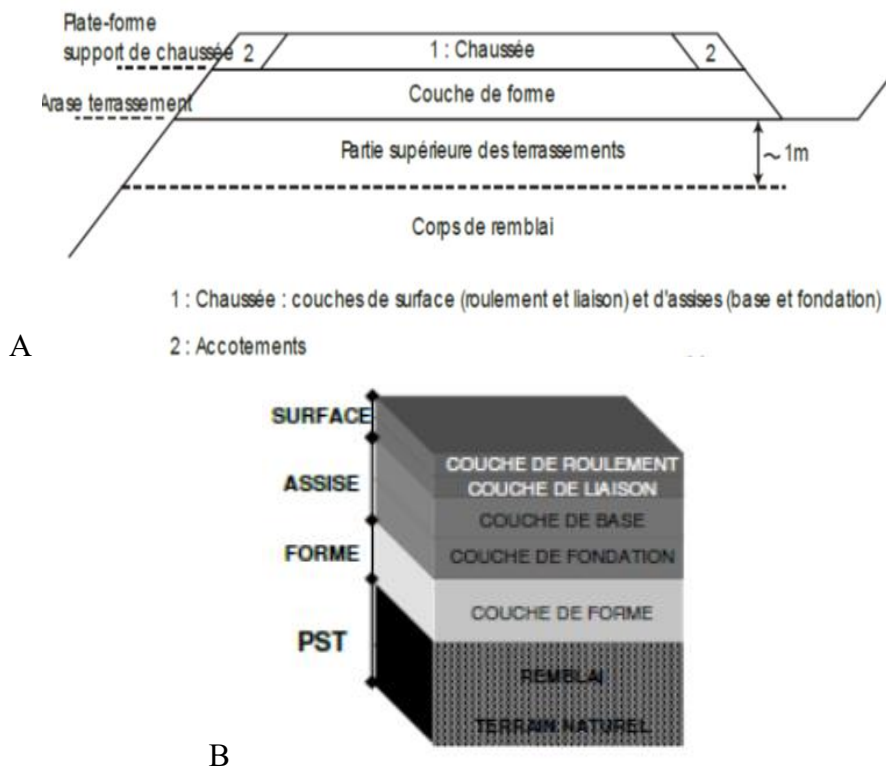 Plate-forme
support de chaussée
2
1 : Chaussée
2
Couche de forme
Arase terrassement
Partie supérieure des terrassements
~ 1m
Corps de remblai
1 : Chaussée : couches de surface (roulement et liaison) et d'assises (base et fondation)
A
2 : Accotements
SURFACE
COUCHE DE ROULEMENT
COUCHE DE LIAISON
ASSISE
COUCHE DE BASE
COUCHE DE FONDATION
FORME
COUCHE DE FORME
PST
REMBLAI
TERRAIN NATUREL
B